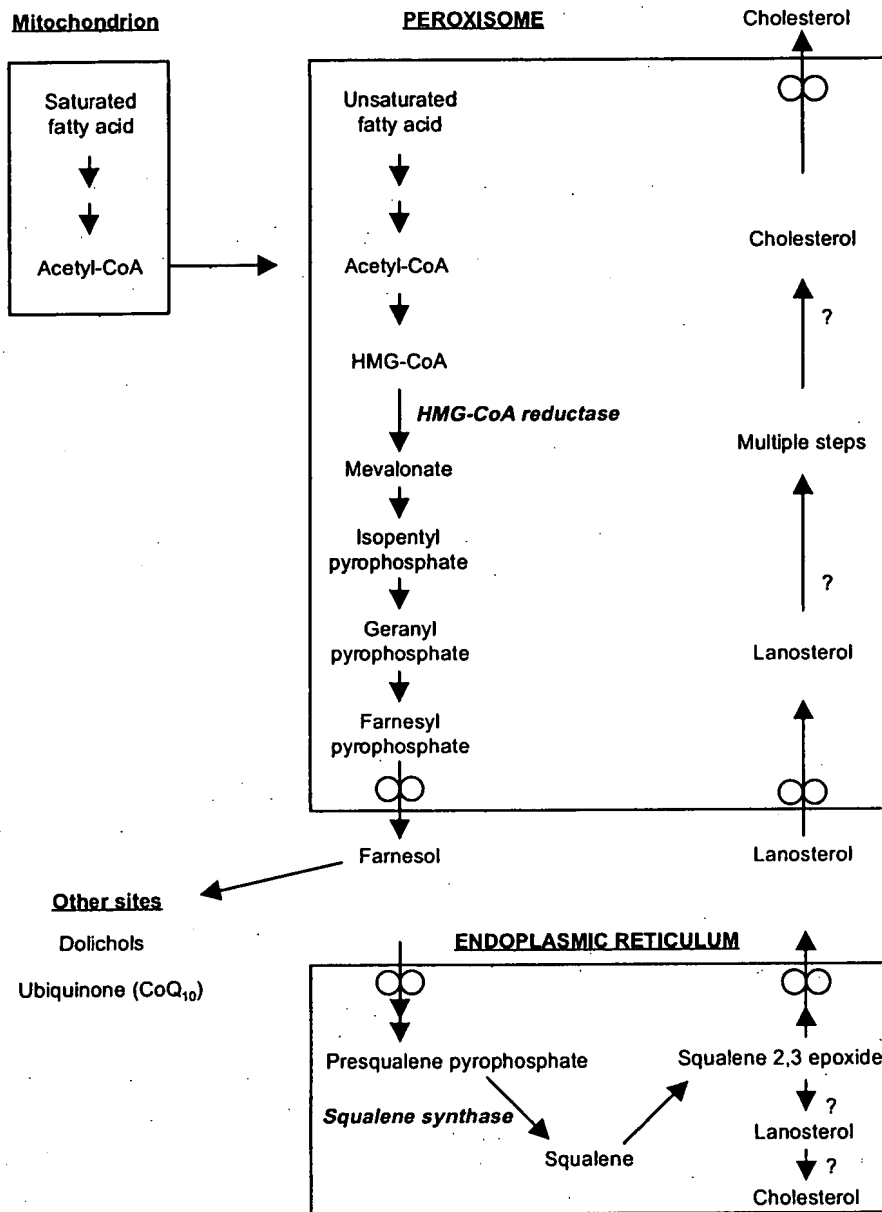 Mitochondrion
PEROXISOME
Cholesterol
Saturated
fatty acid
Acetyl-CoA
Unsaturated
fatty acid
Acetyl-CoA
HMG-CoA
HMG-CoA reductase
Mevalonate
Isopentyl
pyrophosphate
Geranyl
pyrophosphate
Farnesyl
pyrophosphate
Farnesol
Cholesterol
?
Multiple steps
?
Lanosterol
Lanosterol
Other sites
Dolichols
Ubiquinone (CoQ10)
ENDOPLASMIC RETICULUM
Presqualene pyrophosphate
Squalene 2,3 epoxide
Squalene synthase
Squalene
?
Lanosterol
?
Cholesterol